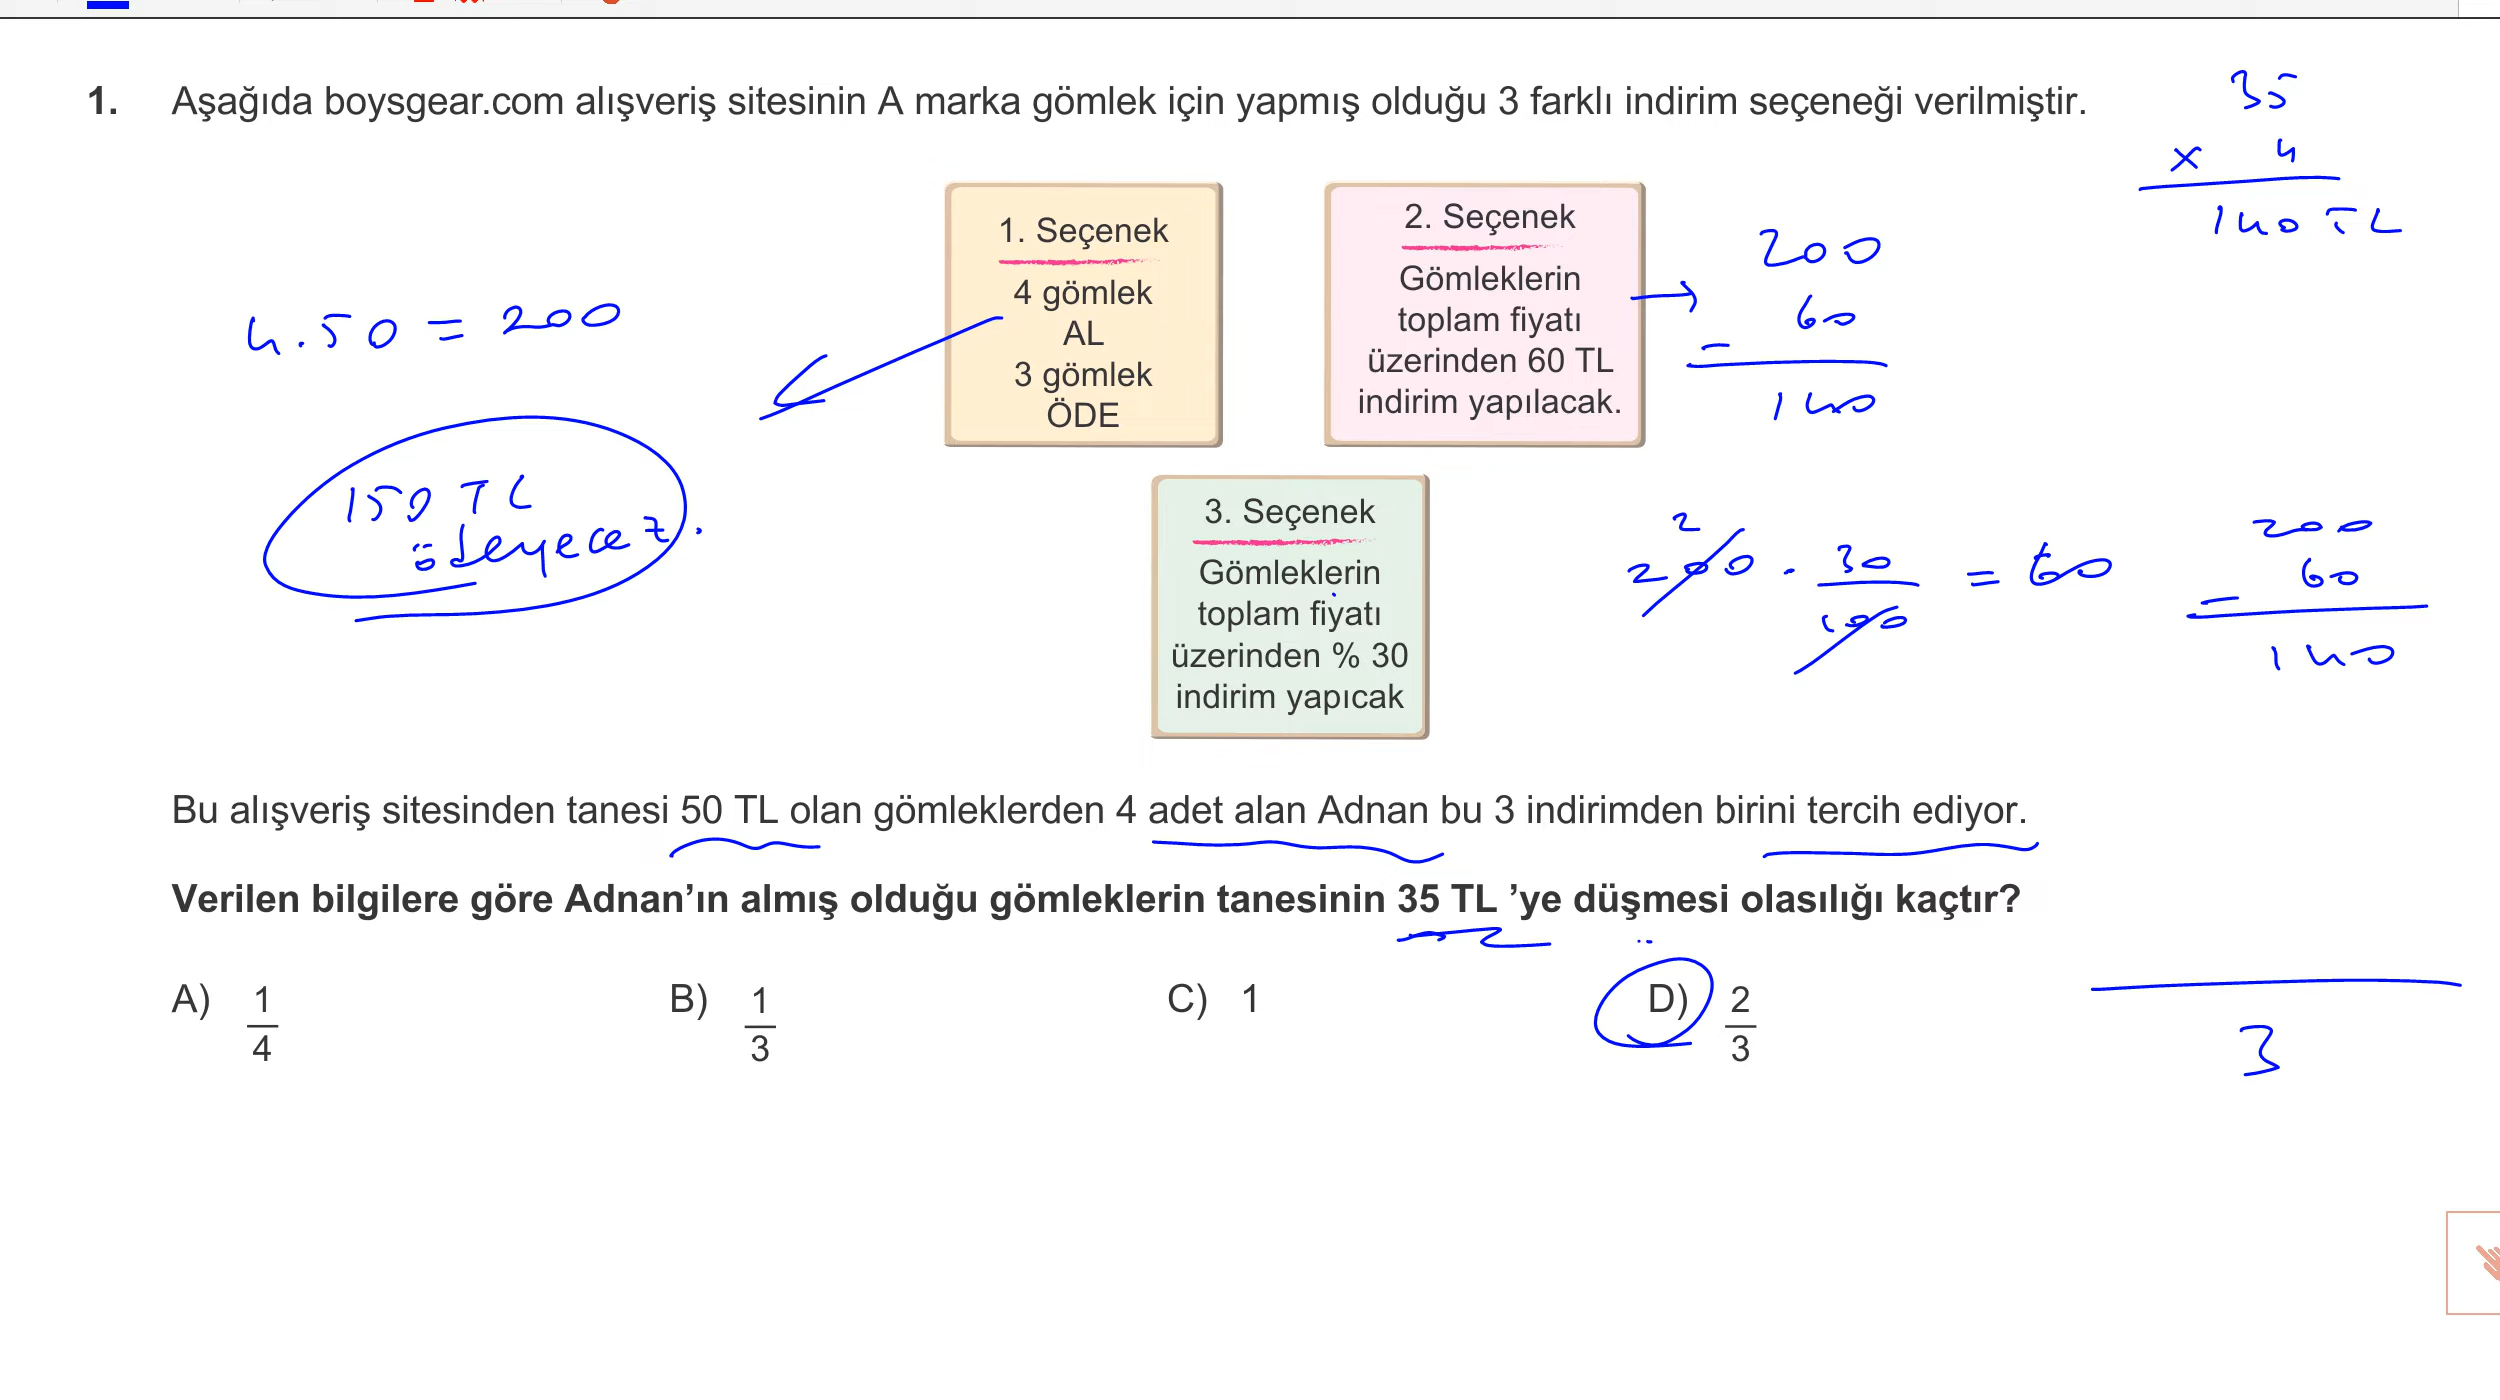 1. Aşağıda boysgear.com alışveriş sitesinin A marka gömlek için yapmış olduğu 3 farklı indirim seçeneği verilmiştir.
35
x 4
140 TL
4.50 = 200
150 TL
ödeyecek.
1. Seçenek
4 gömlek
AL
3 gömlek
ÖDE
2. Seçenek
Gömleklerin
toplam fiyatı
üzerinden 60 TL
indirim yapılacak.
200
- 60
140
3. Seçenek
Gömleklerin
toplam fiyatı
üzerinden % 30
indirim yapıcak
2
200 . 30/100 = 60
200
- 60
140
Bu alışveriş sitesinden tanesi 50 TL olan gömleklerden 4 adet alan Adnan bu 3 indirimden birini tercih ediyor.
Verilen bilgilere göre Adnan’ın almış olduğu gömleklerin tanesinin 35 TL ’ye düşmesi olasılığı kaçtır?
A) 1/4 B) 1/3 C) 1 D) 2/3
3